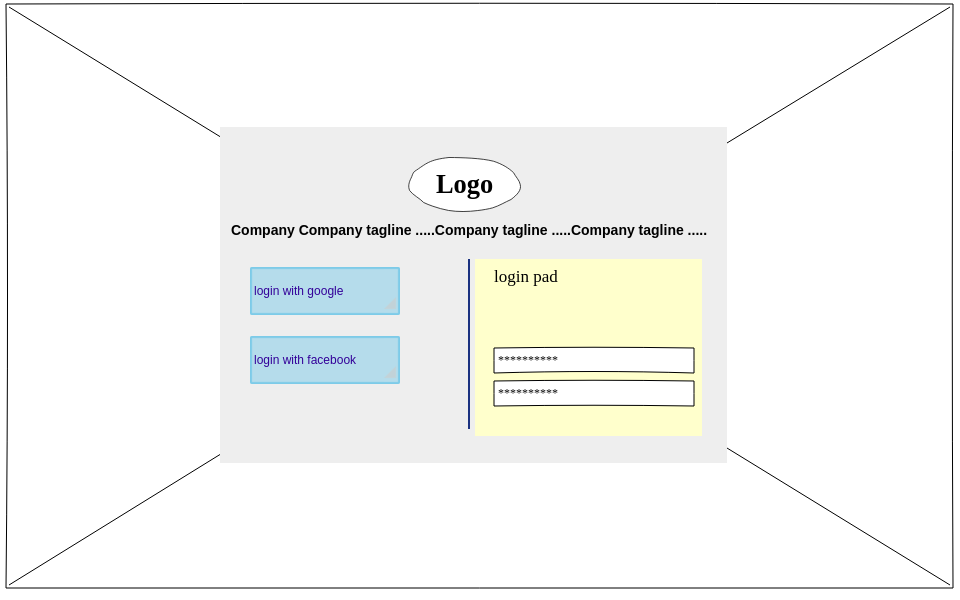 Logo
Company Company tagline .....Company tagline .....Company tagline .....
login with google
login with facebook
login pad
**********
**********